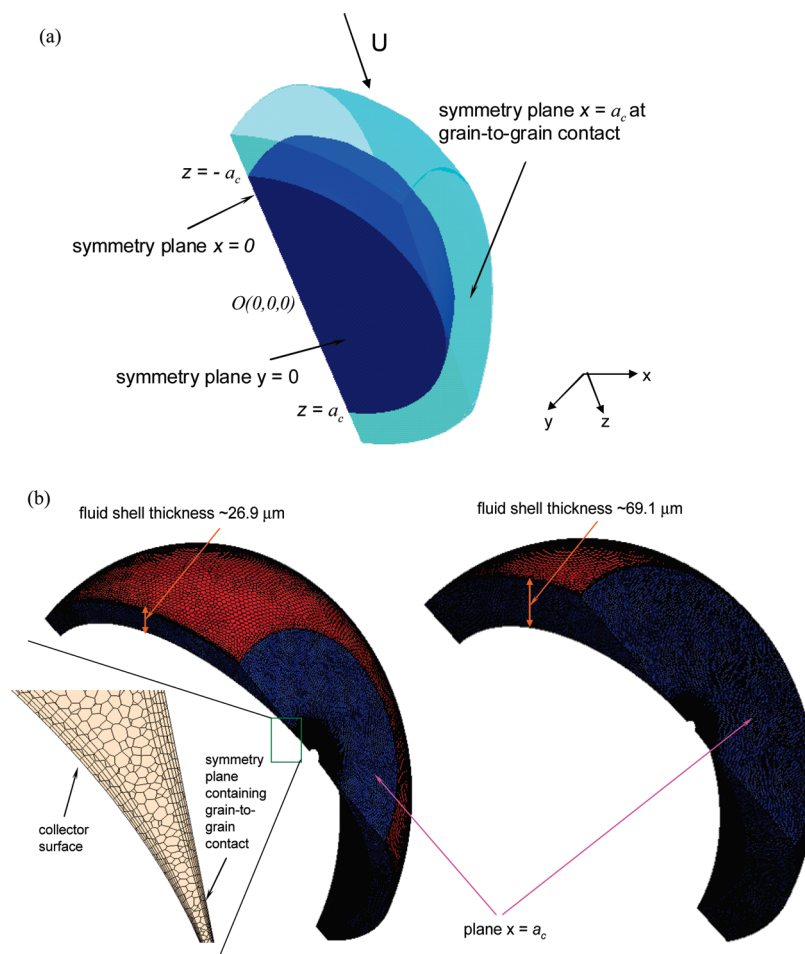 (a)
U
symmetry plane x = a_c at
grain-to-grain contact
z = - a_c
symmetry plane x = 0
O(0,0,0)
symmetry plane y = 0
z = a_c
x
y
z
(b)
fluid shell thickness ~26.9 μm
fluid shell thickness ~69.1 μm
symmetry
plane
containing
grain-to-
grain
contact
collector
surface
plane x = a_c